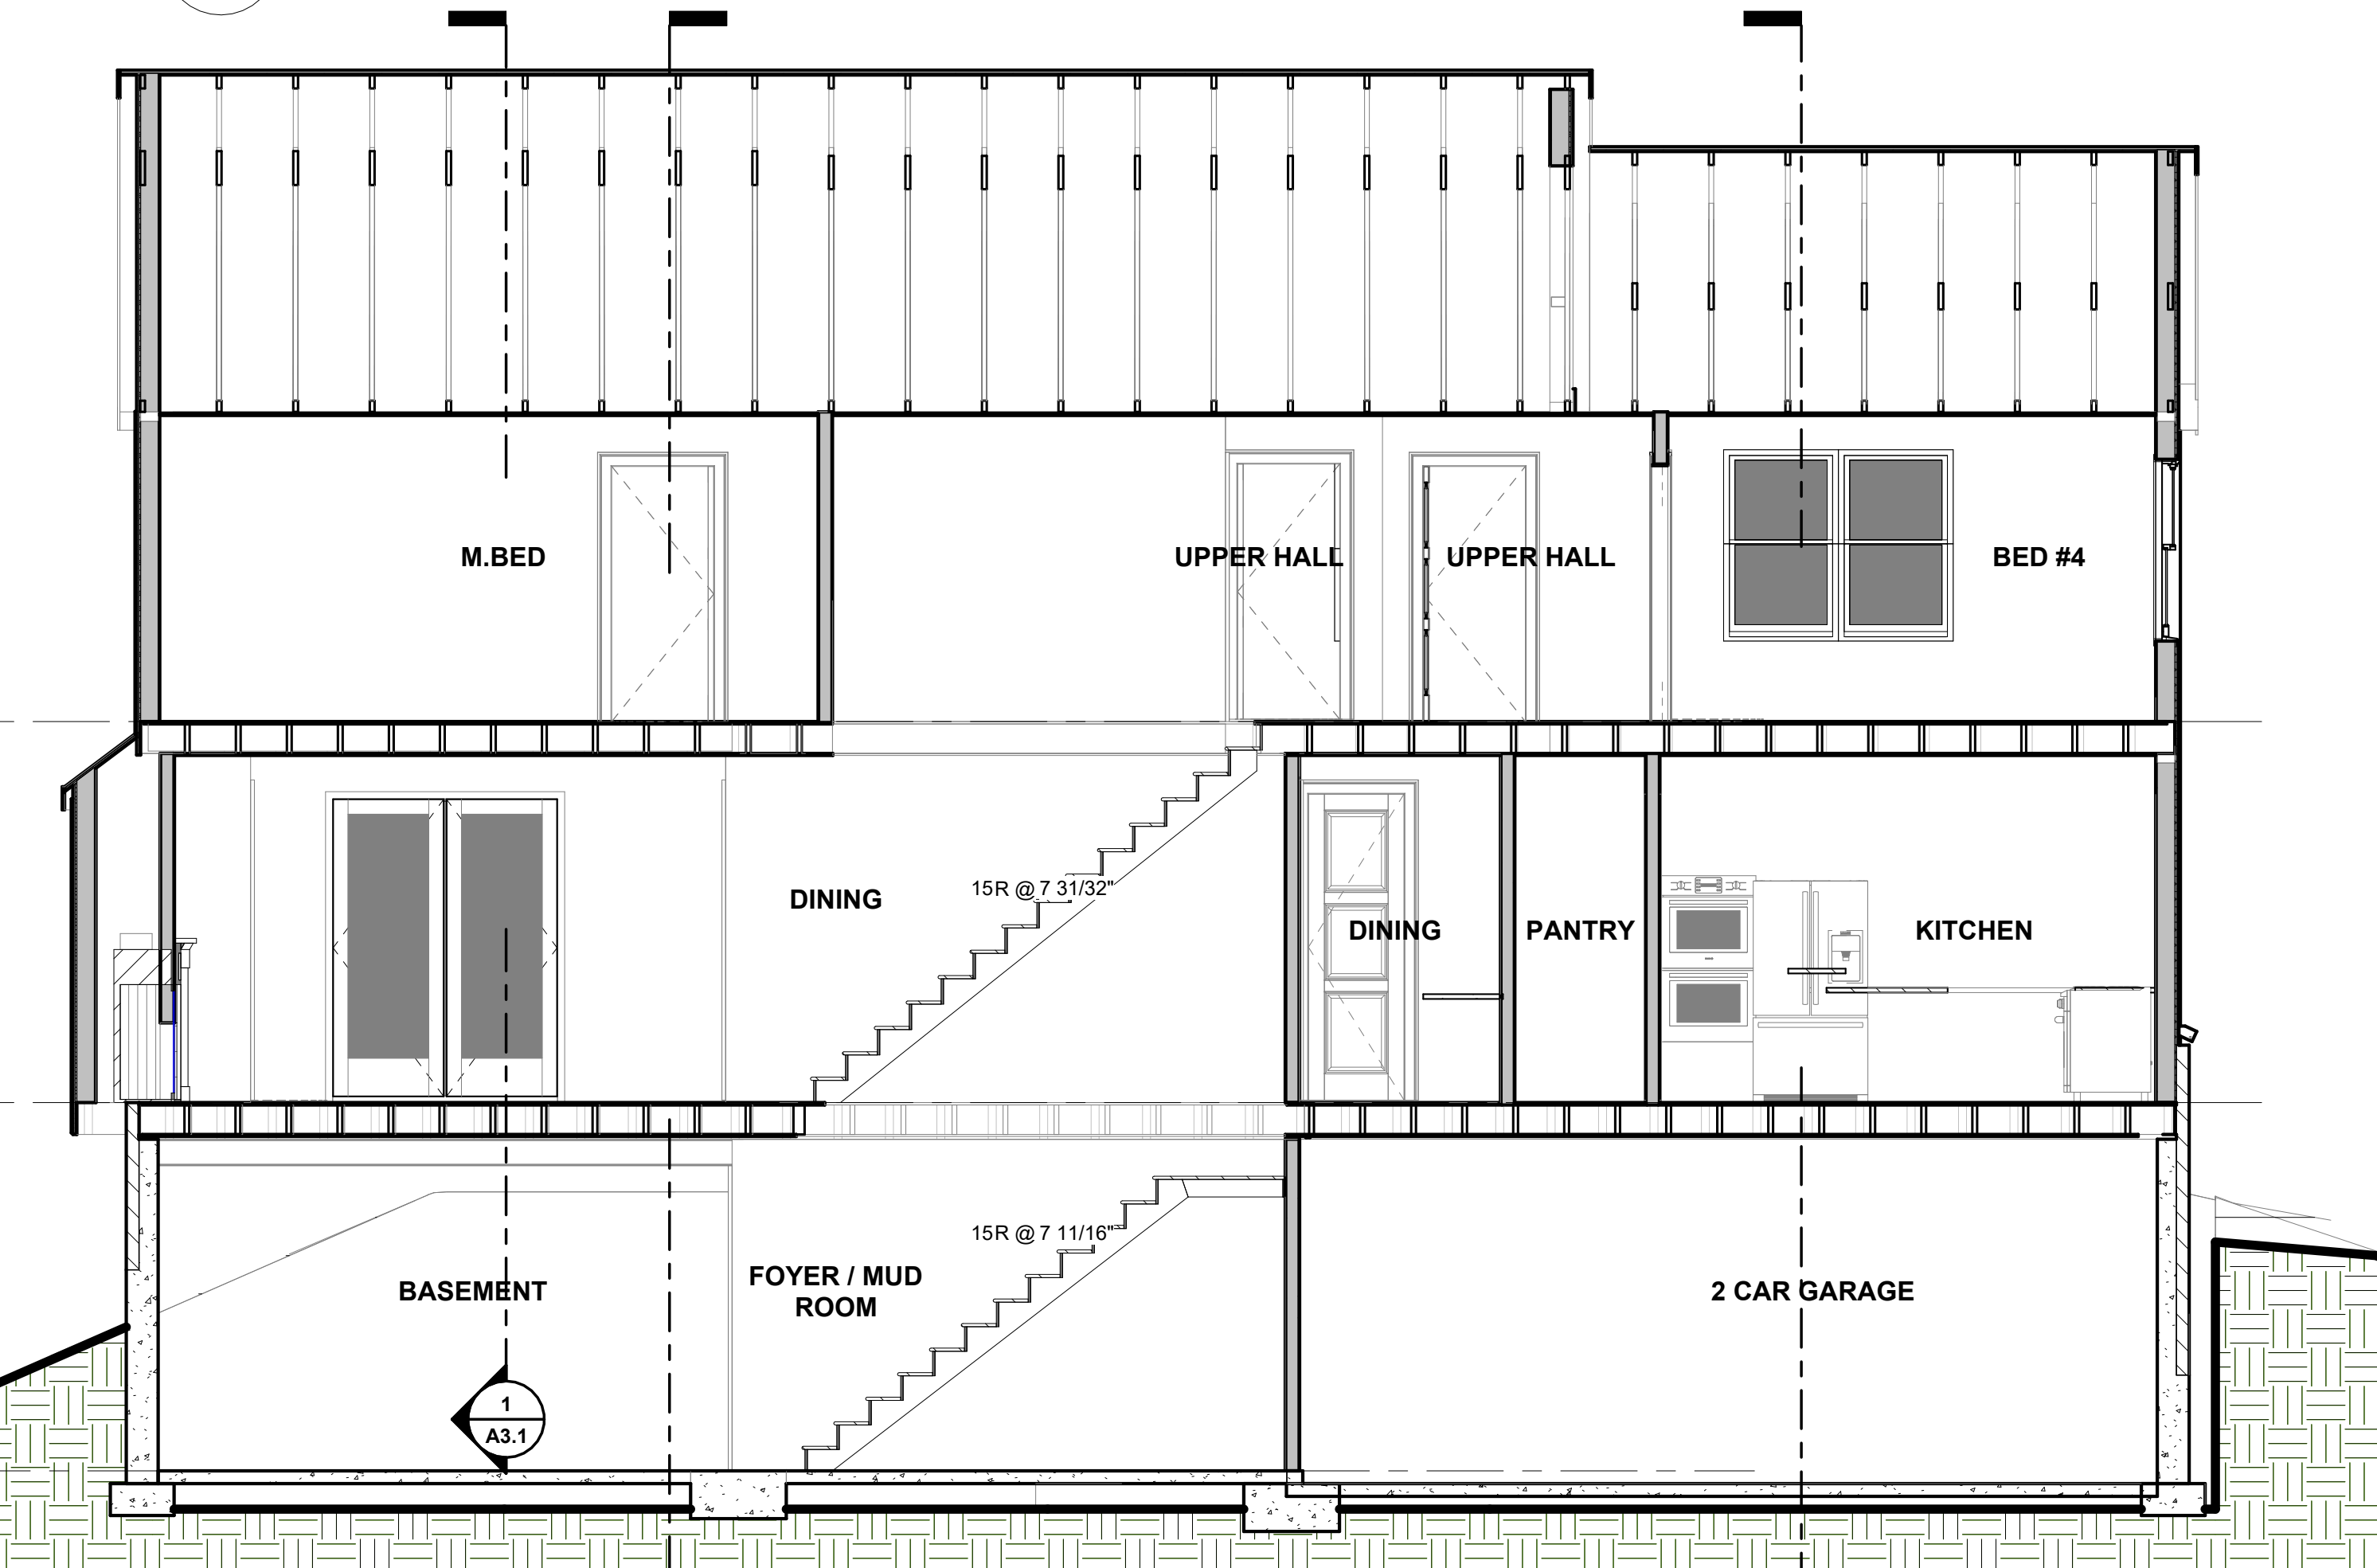 M.BED
UPPER HALL
UPPER HALL
BED #4
DINING
15R @ 7 31/32"
DINING
PANTRY
KITCHEN
15R @ 7 11/16"
BASEMENT
FOYER / MUD
ROOM
2 CAR GARAGE
1
A3.1